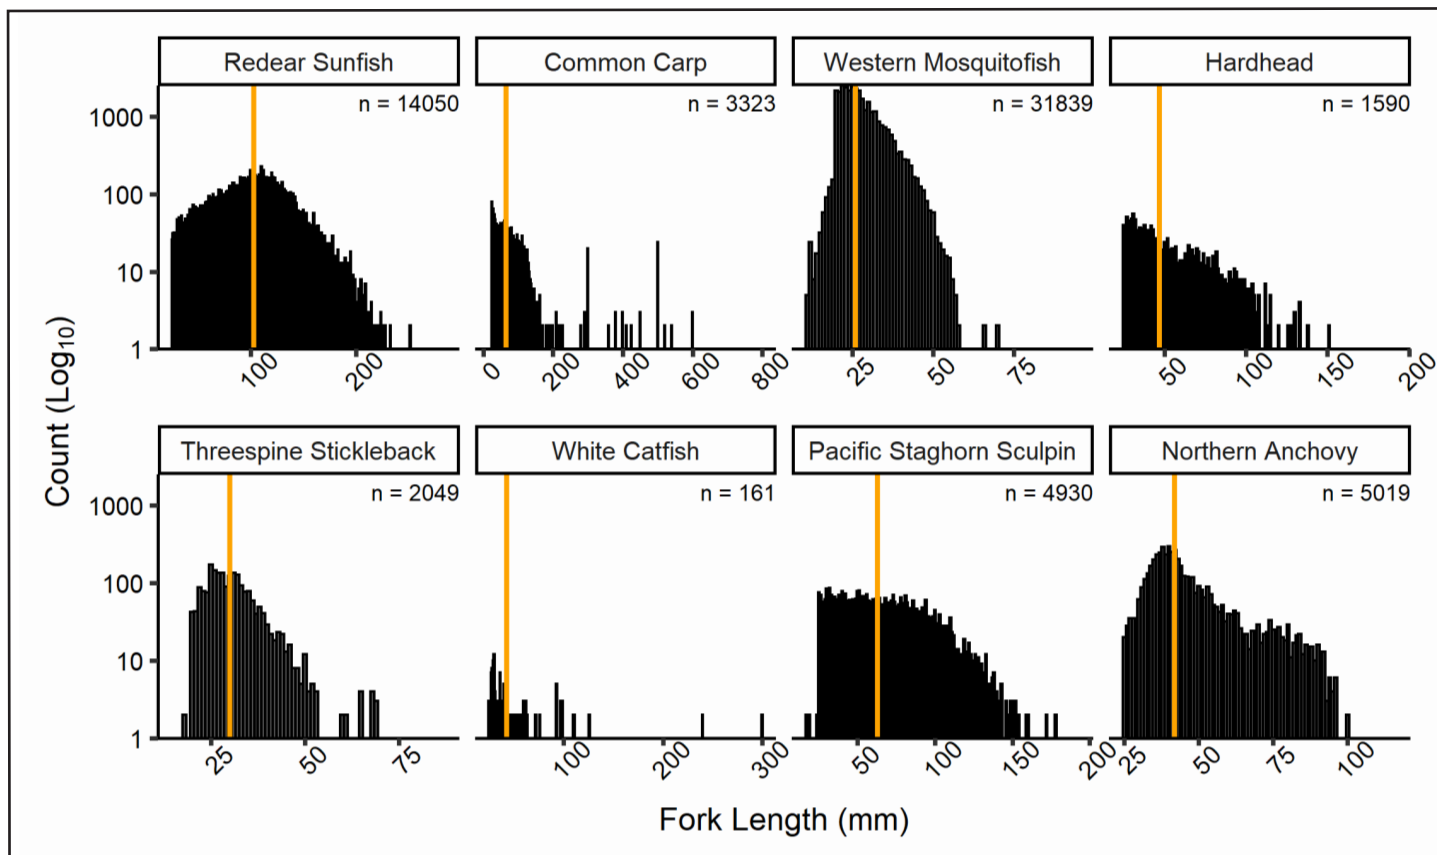 Redear Sunfish Common Carp Western Mosquitofish Hardhead
n = 14050 n = 3323 n = 31839 n = 1590
1000
100
10
1
100 200 0 200 400 600 800 25 50 75 50 100 150 200
Count (Log10)
Threespine Stickleback White Catfish Pacific Staghorn Sculpin Northern Anchovy
n = 2049 n = 161 n = 4930 n = 5019
1000
100
10
1
25 50 75 100 200 300 50 100 150 200 25 50 75 100
Fork Length (mm)